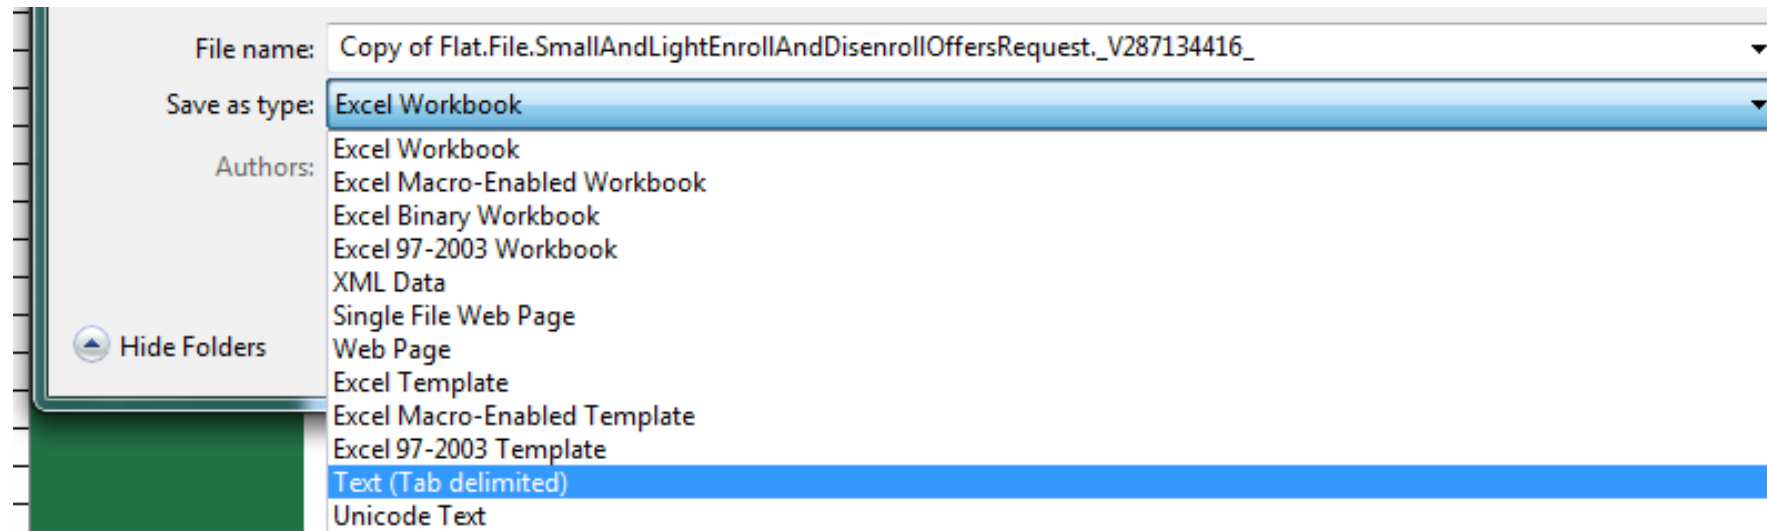 File name: Copy of Flat.File.SmallAndLightEnrollAndDisenrollOffersRequest._V287134416_
Save as type: Excel Workbook
Excel Workbook
Authors:
Excel Macro-Enabled Workbook
Excel Binary Workbook
Excel 97-2003 Workbook
XML Data
Single File Web Page
Hide Folders
Web Page
Excel Template
Excel Macro-Enabled Template
Excel 97-2003 Template
Text (Tab delimited)
Unicode Text